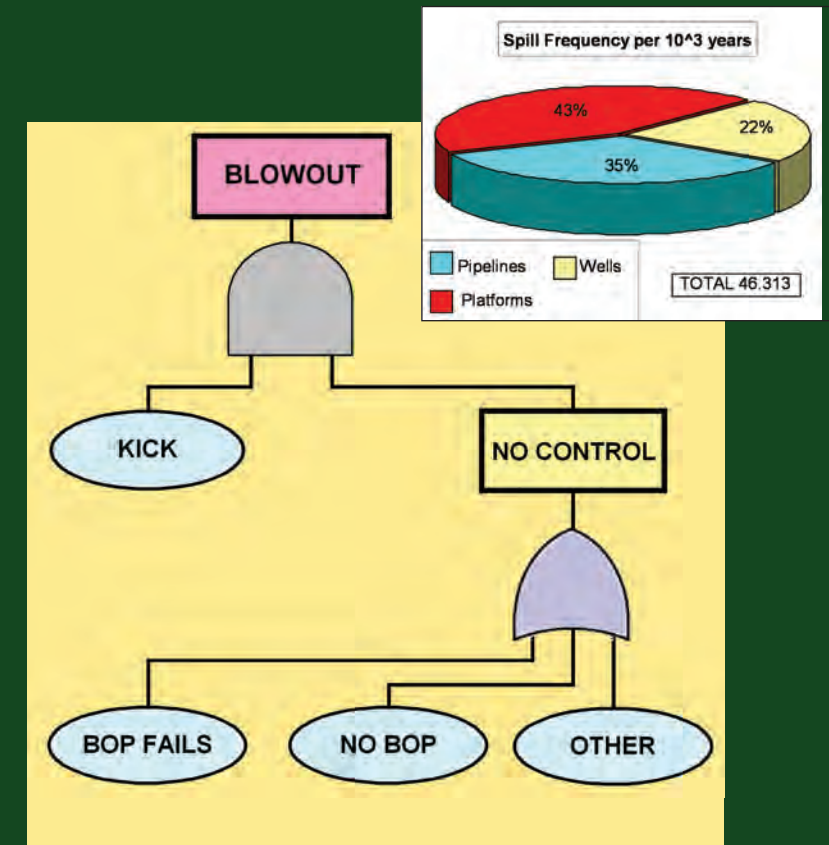 Spill Frequency per 10^3 years
43%
22%
35%
Pipelines
Wells
Platforms
TOTAL 46.313
BLOWOUT
KICK
NO CONTROL
BOP FAILS
NO BOP
OTHER